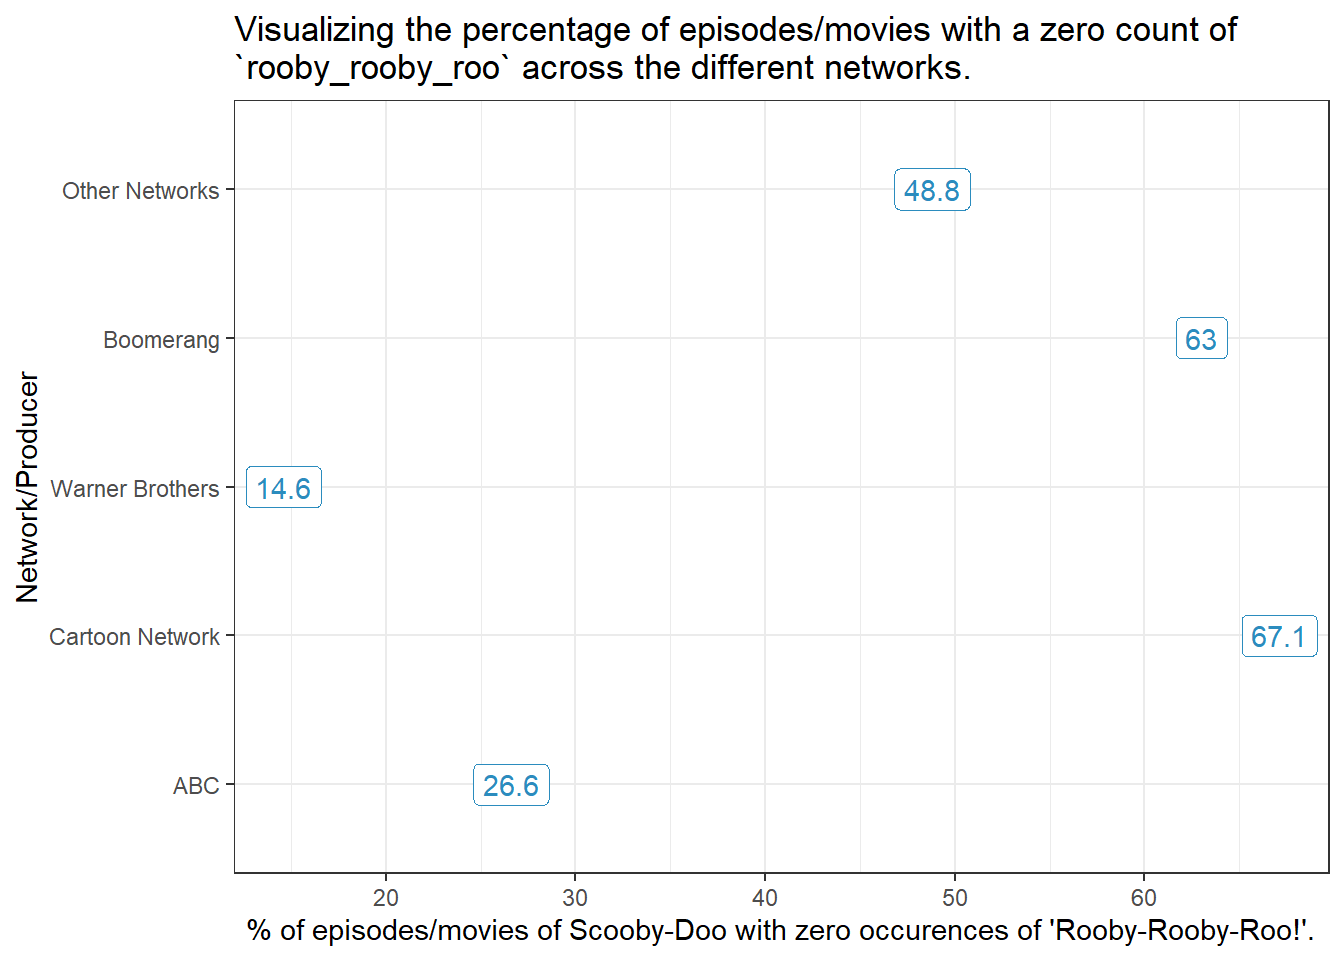 Visualizing the percentage of episodes/movies with a zero count of
`rooby_rooby_roo` across the different networks.
Network/Producer
Other Networks
48.8
Boomerang
63
Warner Brothers
14.6
Cartoon Network
67.1
ABC
26.6
20 30 40 50 60
% of episodes/movies of Scooby-Doo with zero occurences of 'Rooby-Rooby-Roo!'.